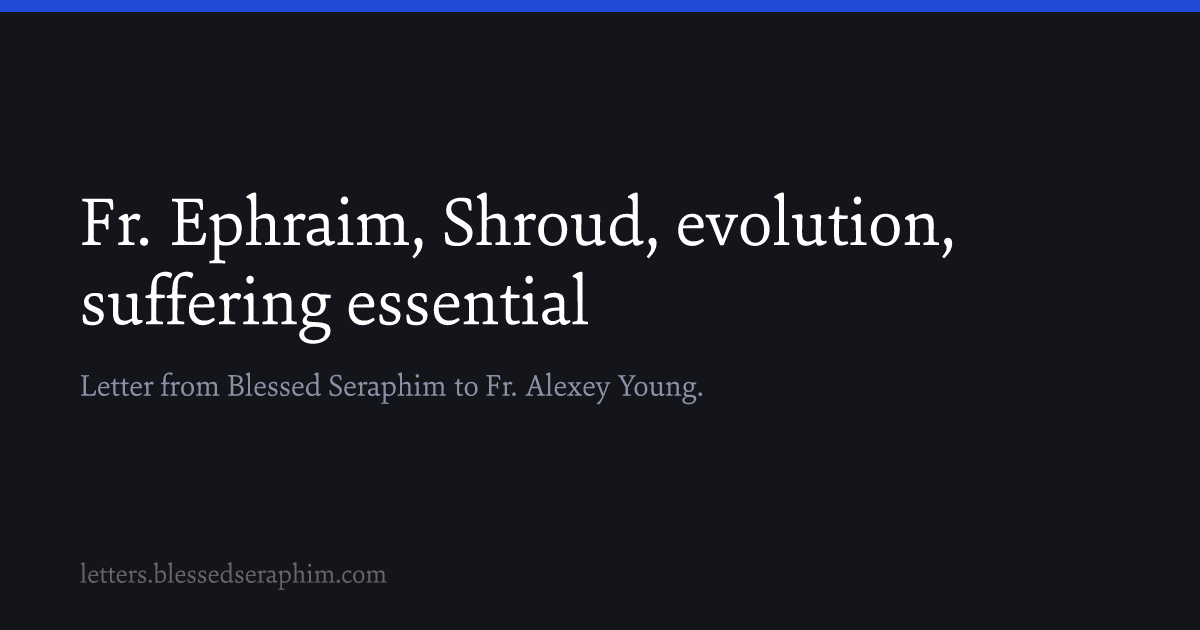 Fr. Ephraim, Shroud, evolution,
suffering essential
Letter from Blessed Seraphim to Fr. Alexey Young.
letters.blessedseraphim.com